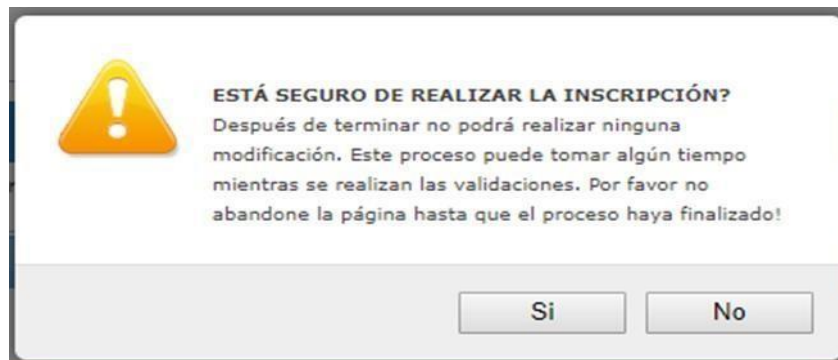 ESTÁ SEGURO DE REALIZAR LA INSCRIPCIÓN?
Después de terminar no podrá realizar ninguna
modificación. Este proceso puede tomar algún tiempo
mientras se realizan las validaciones. Por favor no
abandone la página hasta que el proceso haya finalizado!
Si No